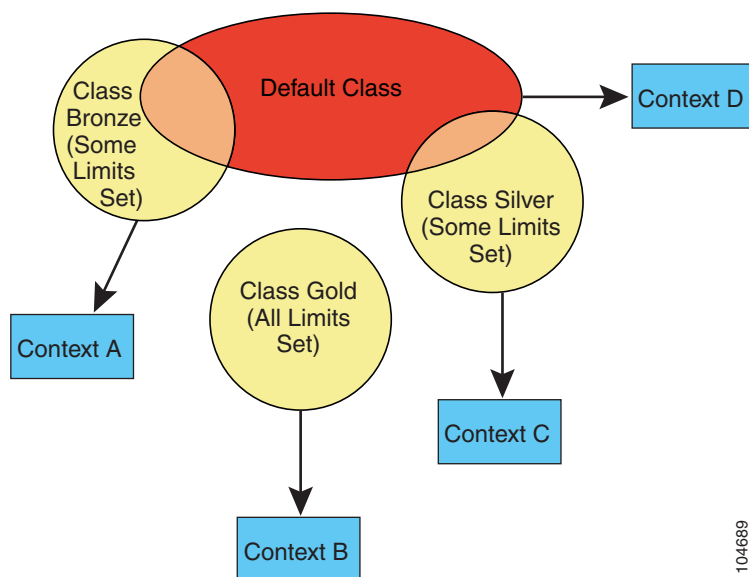 Default Class
Class
Bronze
(Some
Limits
Set)
Context D
Class Silver
(Some Limits
Set)
Class Gold
(All Limits
Set)
Context A
Context C
Context B
104689